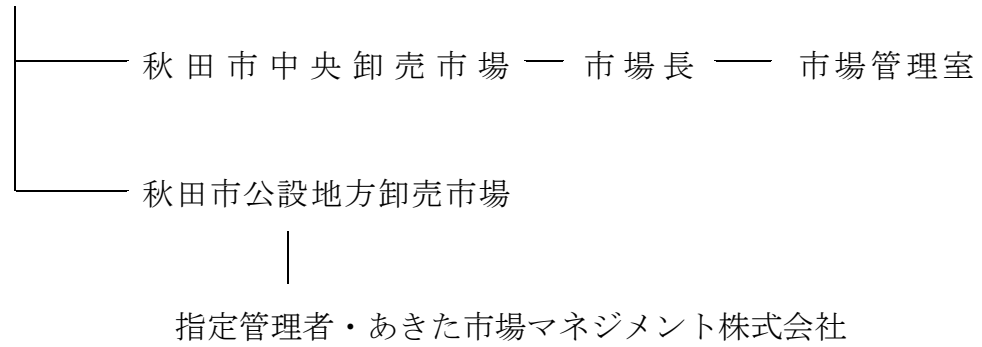 秋田市中央卸売市場 市場長 市場管理室
秋田市公設地方卸売市場
指定管理者・あきた市場マネジメント株式会社